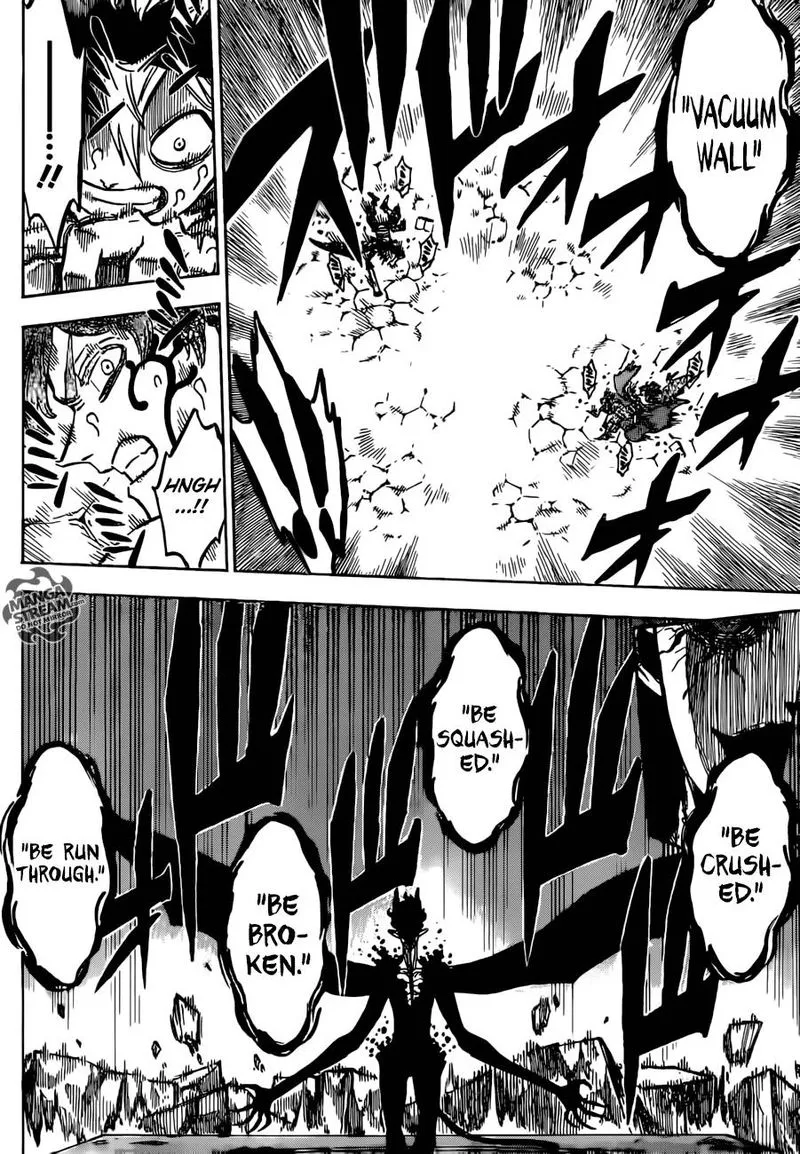 "VACUUM
WALL"
...!!
HNGH
...!!
MANGA
STREAM.com
DO NOT MIRROR
"BE
CRUSH-
ED."
"BE
SQUASH-
ED."
"BE
BRO-
KEN."
"BE RUN
THROUGH."